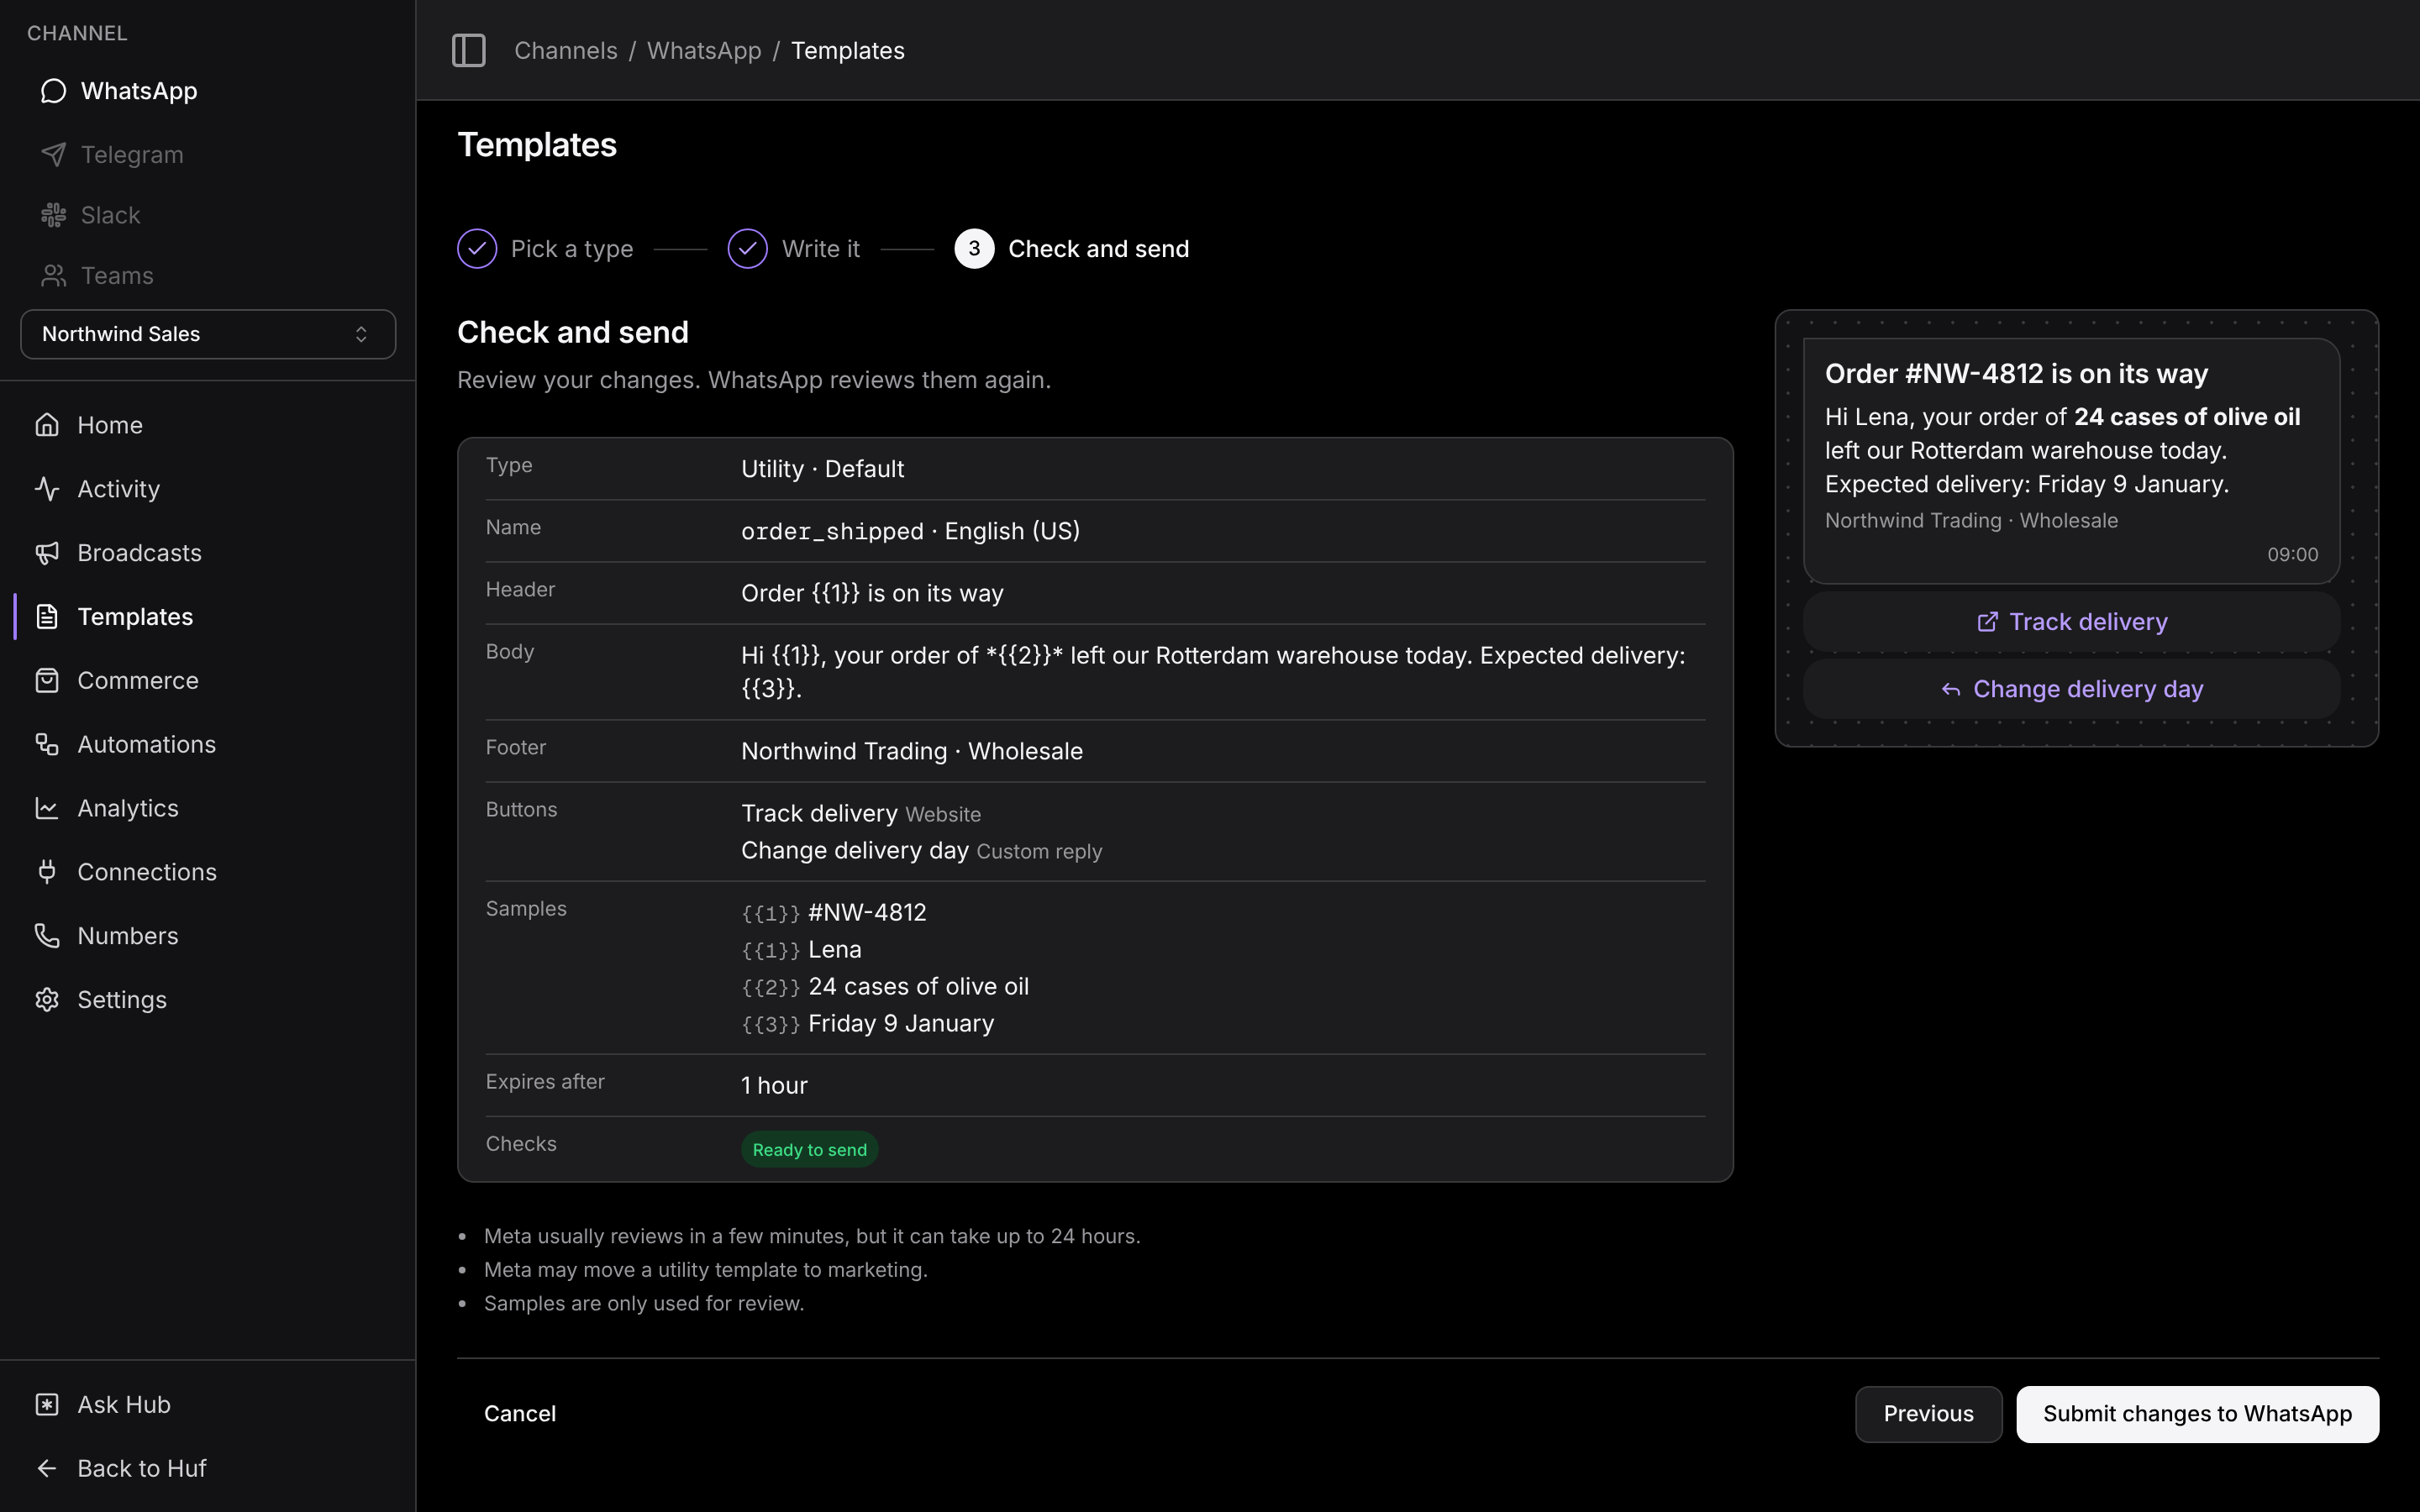 CHANNEL
WhatsApp
Telegram
Slack
Teams
Northwind Sales
Home
Activity
Broadcasts
Templates
Commerce
Automations
Analytics
Connections
Numbers
Settings
Ask Hub
Back to Huf
Channels / WhatsApp / Templates
Templates
Pick a type
Write it
3 Check and send
Check and send
Review your changes. WhatsApp reviews them again.
Type Utility · Default
Name order_shipped · English (US)
Header Order {{1}} is on its way
Body Hi {{1}}, your order of *{{2}}* left our Rotterdam warehouse today. Expected delivery:
{{3}}.
Footer Northwind Trading · Wholesale
Buttons Track delivery Website
Change delivery day Custom reply
Samples {{1}} #NW-4812
{{1}} Lena
{{2}} 24 cases of olive oil
{{3}} Friday 9 January
Expires after 1 hour
Checks Ready to send
Order #NW-4812 is on its way
Hi Lena, your order of 24 cases of olive oil
left our Rotterdam warehouse today.
Expected delivery: Friday 9 January.
Northwind Trading · Wholesale
09:00
Track delivery
Change delivery day
• Meta usually reviews in a few minutes, but it can take up to 24 hours.
• Meta may move a utility template to marketing.
• Samples are only used for review.
Cancel
Previous
Submit changes to WhatsApp